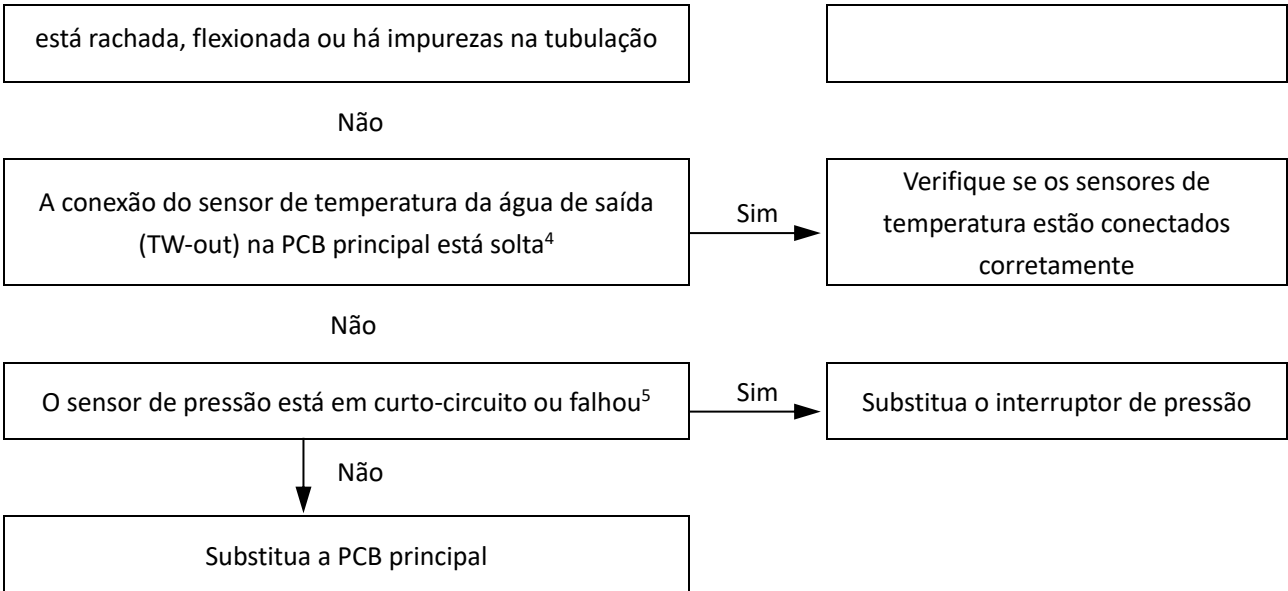 está rachada, flexionada ou há impurezas na tubulação
Não
A conexão do sensor de temperatura da água de saída
(TW-out) na PCB principal está solta⁴
Sim
Verifique se os sensores de
temperatura estão conectados
corretamente
Não
O sensor de pressão está em curto-circuito ou falhou⁵
Sim
Substitua o interruptor de pressão
Não
Substitua a PCB principal